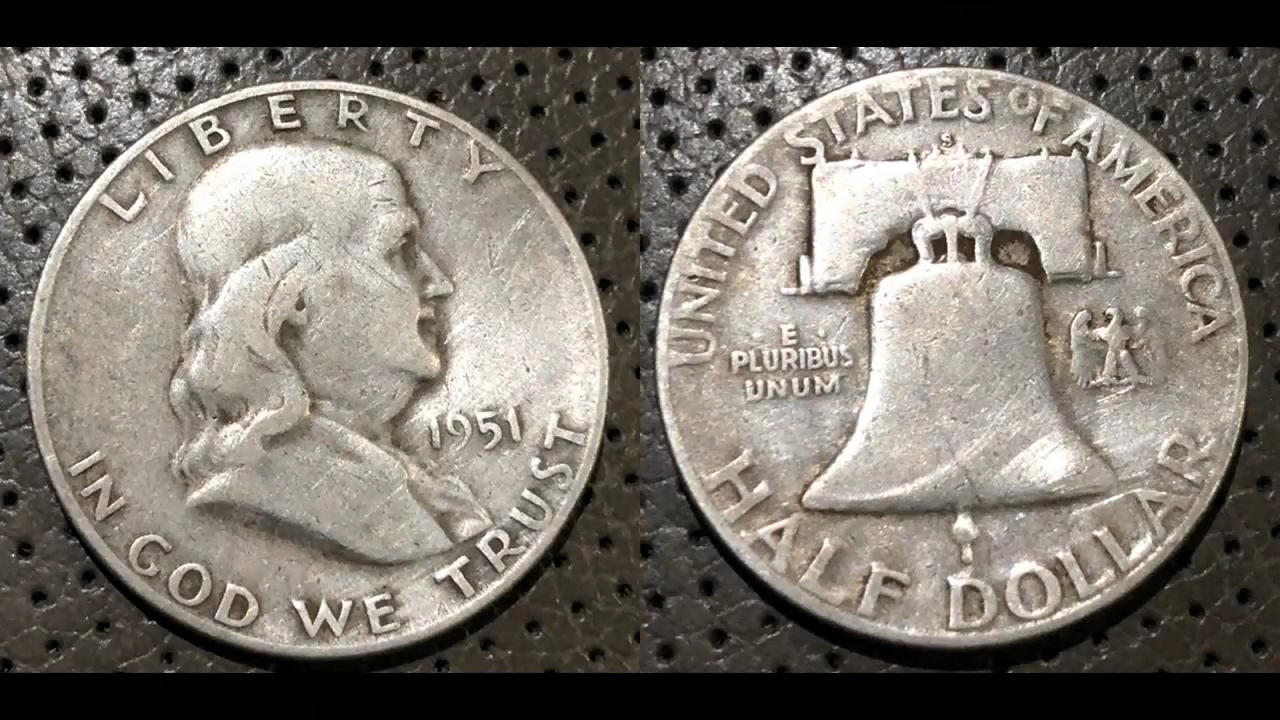 LIBERTY
1951
IN GOD WE TRUST
UNITED STATES OF AMERICA
S
E
PLURIBUS
UNUM
HALF DOLLAR